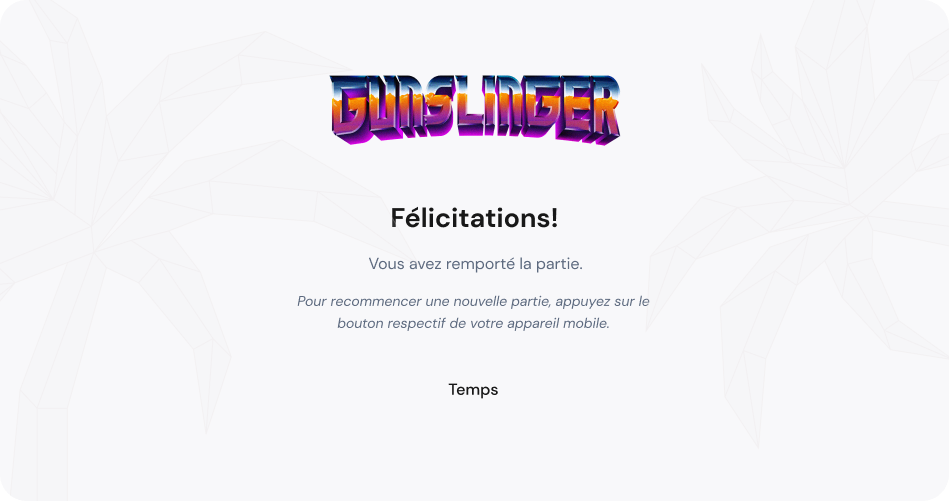 GUNSLINGER
Félicitations!
Vous avez remporté la partie.
Pour recommencer une nouvelle partie, appuyez sur le
bouton respectif de votre appareil mobile.
Temps